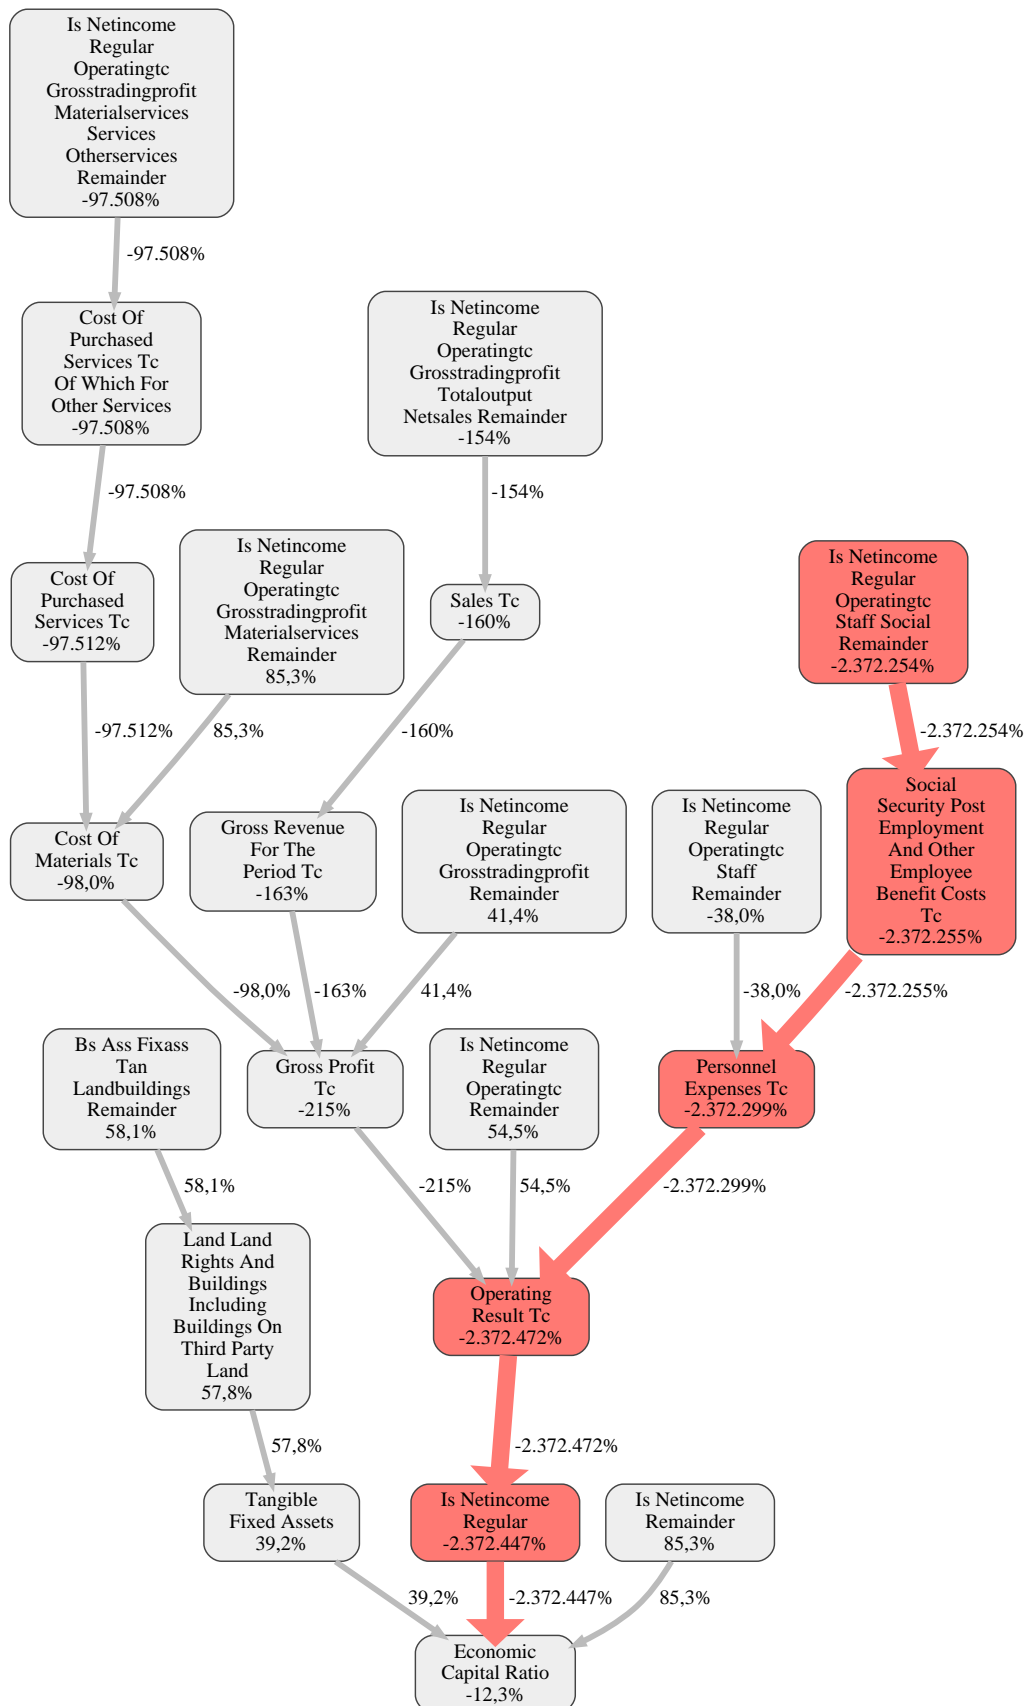 Is Netincome
Regular
Operatingtc
Grosstradingprofit
Materialservices
Services
Otherservices
Remainder
-97.508%
-97.508%
Cost Of
Purchased
Services Tc
Of Which For
Other Services
-97.508%
Is Netincome
Regular
Operatingtc
Grosstradingprofit
Totaloutput
Netsales Remainder
-154%
-97.508%
-154%
Is Netincome
Regular
Operatingtc
Grosstradingprofit
Materialservices
Remainder
85,3%
Is Netincome
Regular
Operatingtc
Staff Social
Remainder
-2.372.254%
Cost Of
Purchased
Services Tc
-97.512%
Sales Tc
-160%
-97.512%
85,3%
-160%
-2.372.254%
Social
Security Post
Employment
And Other
Employee
Benefit Costs
Tc
-2.372.255%
Is Netincome
Regular
Operatingtc
Grosstradingprofit
Remainder
41,4%
Is Netincome
Regular
Operatingtc
Staff
Remainder
-38,0%
Gross Revenue
For The
Period Tc
-163%
Cost Of
Materials Tc
-98,0%
-98,0%
-163%
41,4%
-38,0%
-2.372.255%
Bs Ass Fixass
Tan
Landbuildings
Remainder
58,1%
Gross Profit
Tc
-215%
Is Netincome
Regular
Operatingtc
Remainder
54,5%
Personnel
Expenses Tc
-2.372.299%
58,1%
-215%
54,5%
-2.372.299%
Land Land
Rights And
Buildings
Including
Buildings On
Third Party
Land
57,8%
Operating
Result Tc
-2.372.472%
57,8%
-2.372.472%
Tangible
Fixed Assets
39,2%
Is Netincome
Regular
-2.372.447%
Is Netincome
Remainder
85,3%
39,2%
-2.372.447%
85,3%
Economic
Capital Ratio
-12,3%